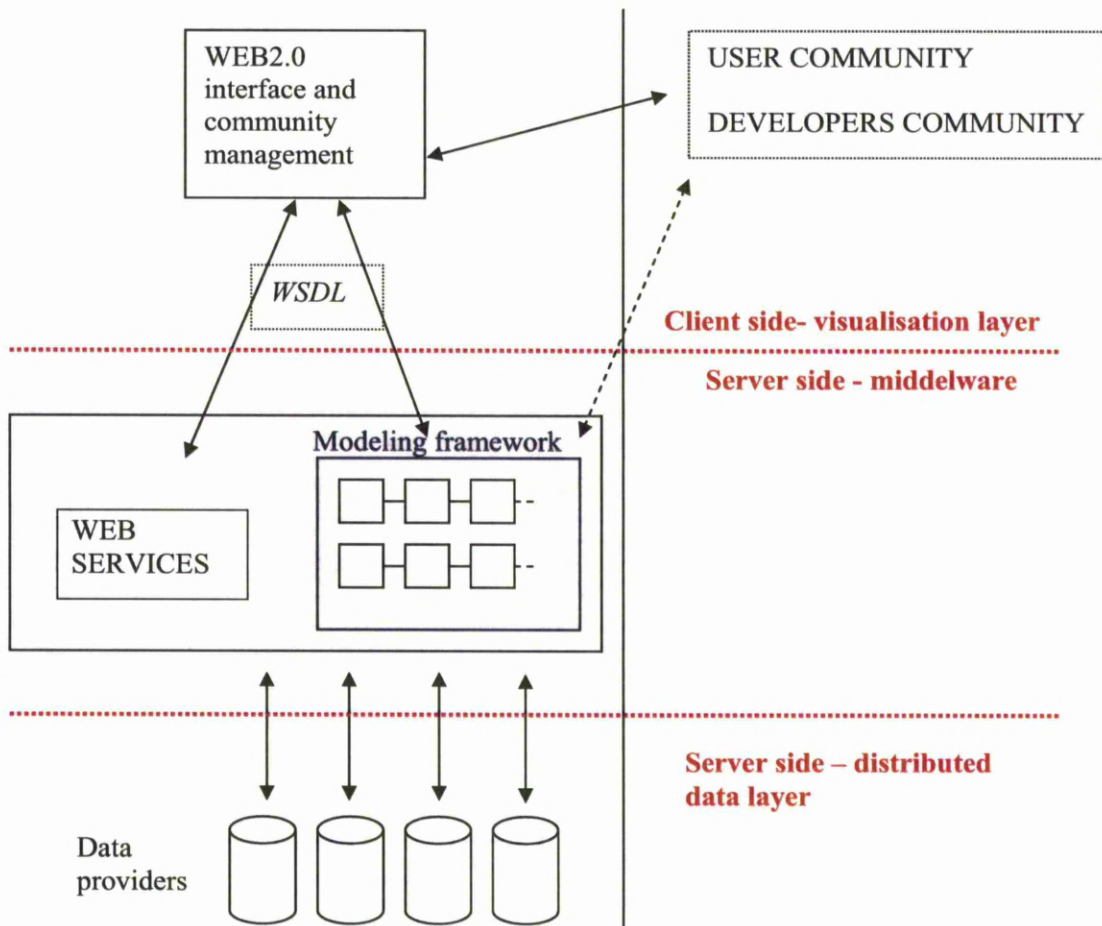 WEB2.0
interface and
community
management
USER COMMUNITY
DEVELOPERS COMMUNITY
WSDL
Client side- visualisation layer
Server side - middelware
Modeling framework
WEB
SERVICES
Server side – distributed
data layer
Data
providers